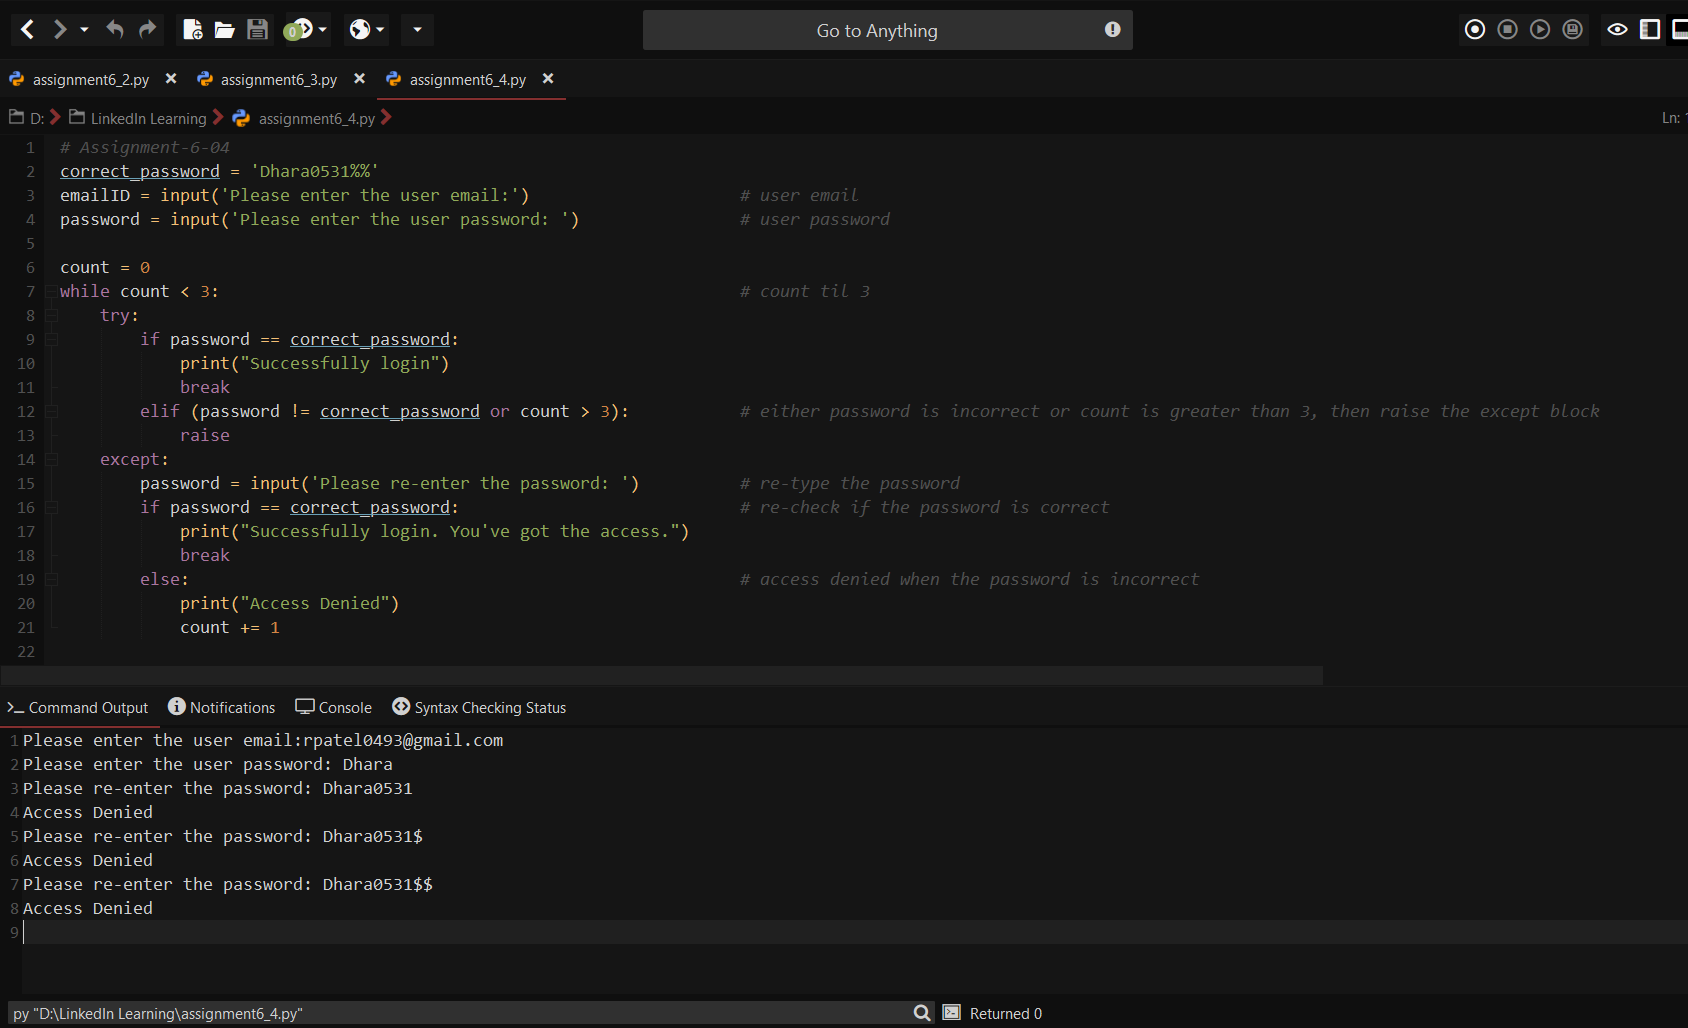 0
Go to Anything
assignment6_2.py
assignment6_3.py
assignment6_4.py
D: LinkedIn Learning assignment6_4.py
Ln:
1 # Assignment-6-04
2 correct_password = 'Dhara0531%%'
3 emailID = input('Please enter the user email:') # user email
4 password = input('Please enter the user password: ') # user password
5
6 count = 0
7 while count < 3: # count til 3
8 try:
9 if password == correct_password:
10 print("Successfully login")
11 break
12 elif (password != correct_password or count > 3): # either password is incorrect or count is greater than 3, then raise the except block
13 raise
14 except:
15 password = input('Please re-enter the password: ') # re-type the password
16 if password == correct_password: # re-check if the password is correct
17 print("Successfully login. You've got the access.")
18 break
19 else: # access denied when the password is incorrect
20 print("Access Denied")
21 count += 1
22
Command Output Notifications Console Syntax Checking Status
1 Please enter the user email:rpatel0493@gmail.com
2 Please enter the user password: Dhara
3 Please re-enter the password: Dhara0531
4 Access Denied
5 Please re-enter the password: Dhara0531$
6 Access Denied
7 Please re-enter the password: Dhara0531$$
8 Access Denied
9
py "D:\LinkedIn Learning\assignment6_4.py"
Returned 0